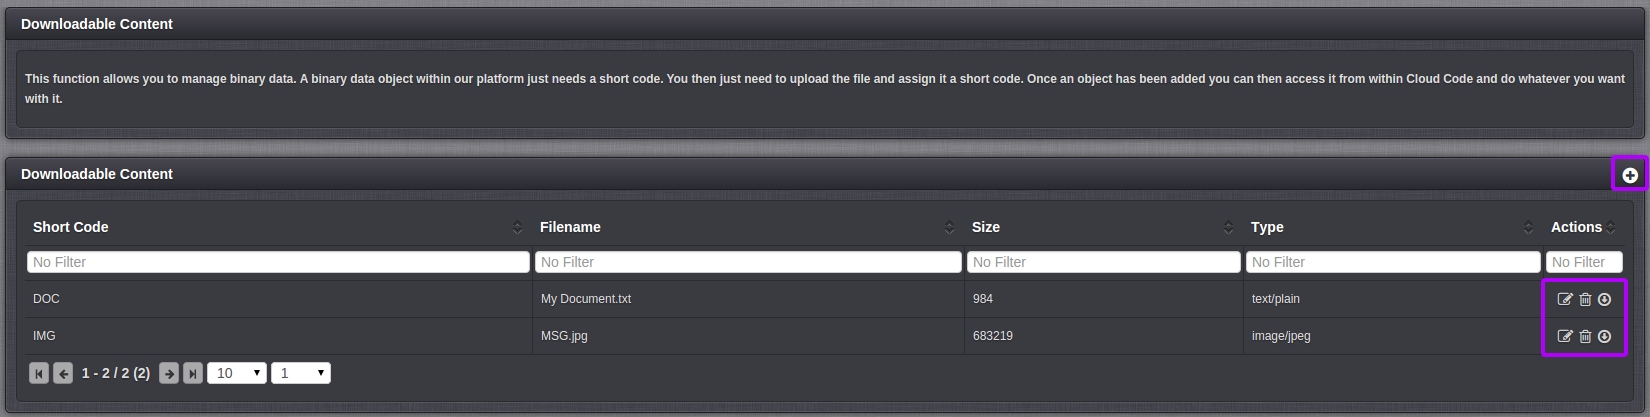 Downloadable Content
This function allows you to manage binary data. A binary data object within our platform just needs a short code. You then just need to upload the file and assign it a short code. Once an object has been added you can then access it from within Cloud Code and do whatever you want
with it.
Downloadable Content
Short Code Filename Size Type Actions
No Filter No Filter No Filter No Filter No Filter
DOC My Document.txt 984 text/plain
IMG MSG.jpg 683219 image/jpeg
1 - 2 / 2 (2) 10 1